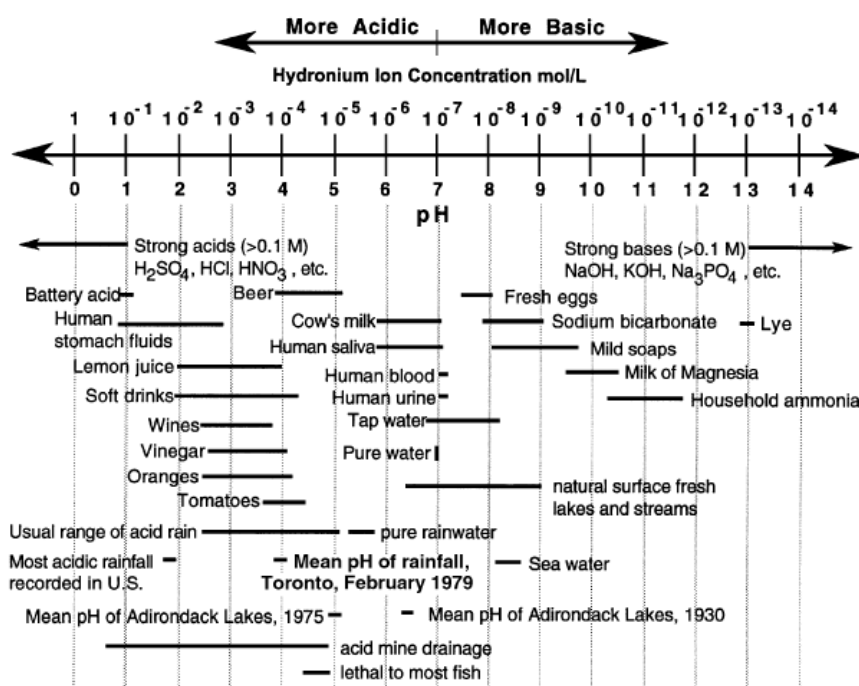 More Acidic More Basic
Hydronium Ion Concentration mol/L
1 10⁻¹ 10⁻² 10⁻³ 10⁻⁴ 10⁻⁵ 10⁻⁶ 10⁻⁷ 10⁻⁸ 10⁻⁹ 10⁻¹⁰ 10⁻¹¹ 10⁻¹² 10⁻¹³ 10⁻¹⁴
0 1 2 3 4 5 6 7 8 9 10 11 12 13 14
pH
Strong acids (>0.1 M)
H₂SO₄, HCl, HNO₃ , etc.
Strong bases (>0.1 M)
NaOH, KOH, Na₃PO₄ , etc.
Battery acid
Beer
Fresh eggs
Human
stomach fluids
Cow's milk
Sodium bicarbonate
Lye
Human saliva
Mild soaps
Lemon juice
Human blood
Milk of Magnesia
Soft drinks
Human urine
Household ammonia
Wines
Tap water
Vinegar
Pure water
Oranges
natural surface fresh
lakes and streams
Tomatoes
Usual range of acid rain
pure rainwater
Most acidic rainfall
recorded in U.S.
Mean pH of rainfall,
Toronto, February 1979
Sea water
Mean pH of Adirondack Lakes, 1975
Mean pH of Adirondack Lakes, 1930
acid mine drainage
lethal to most fish